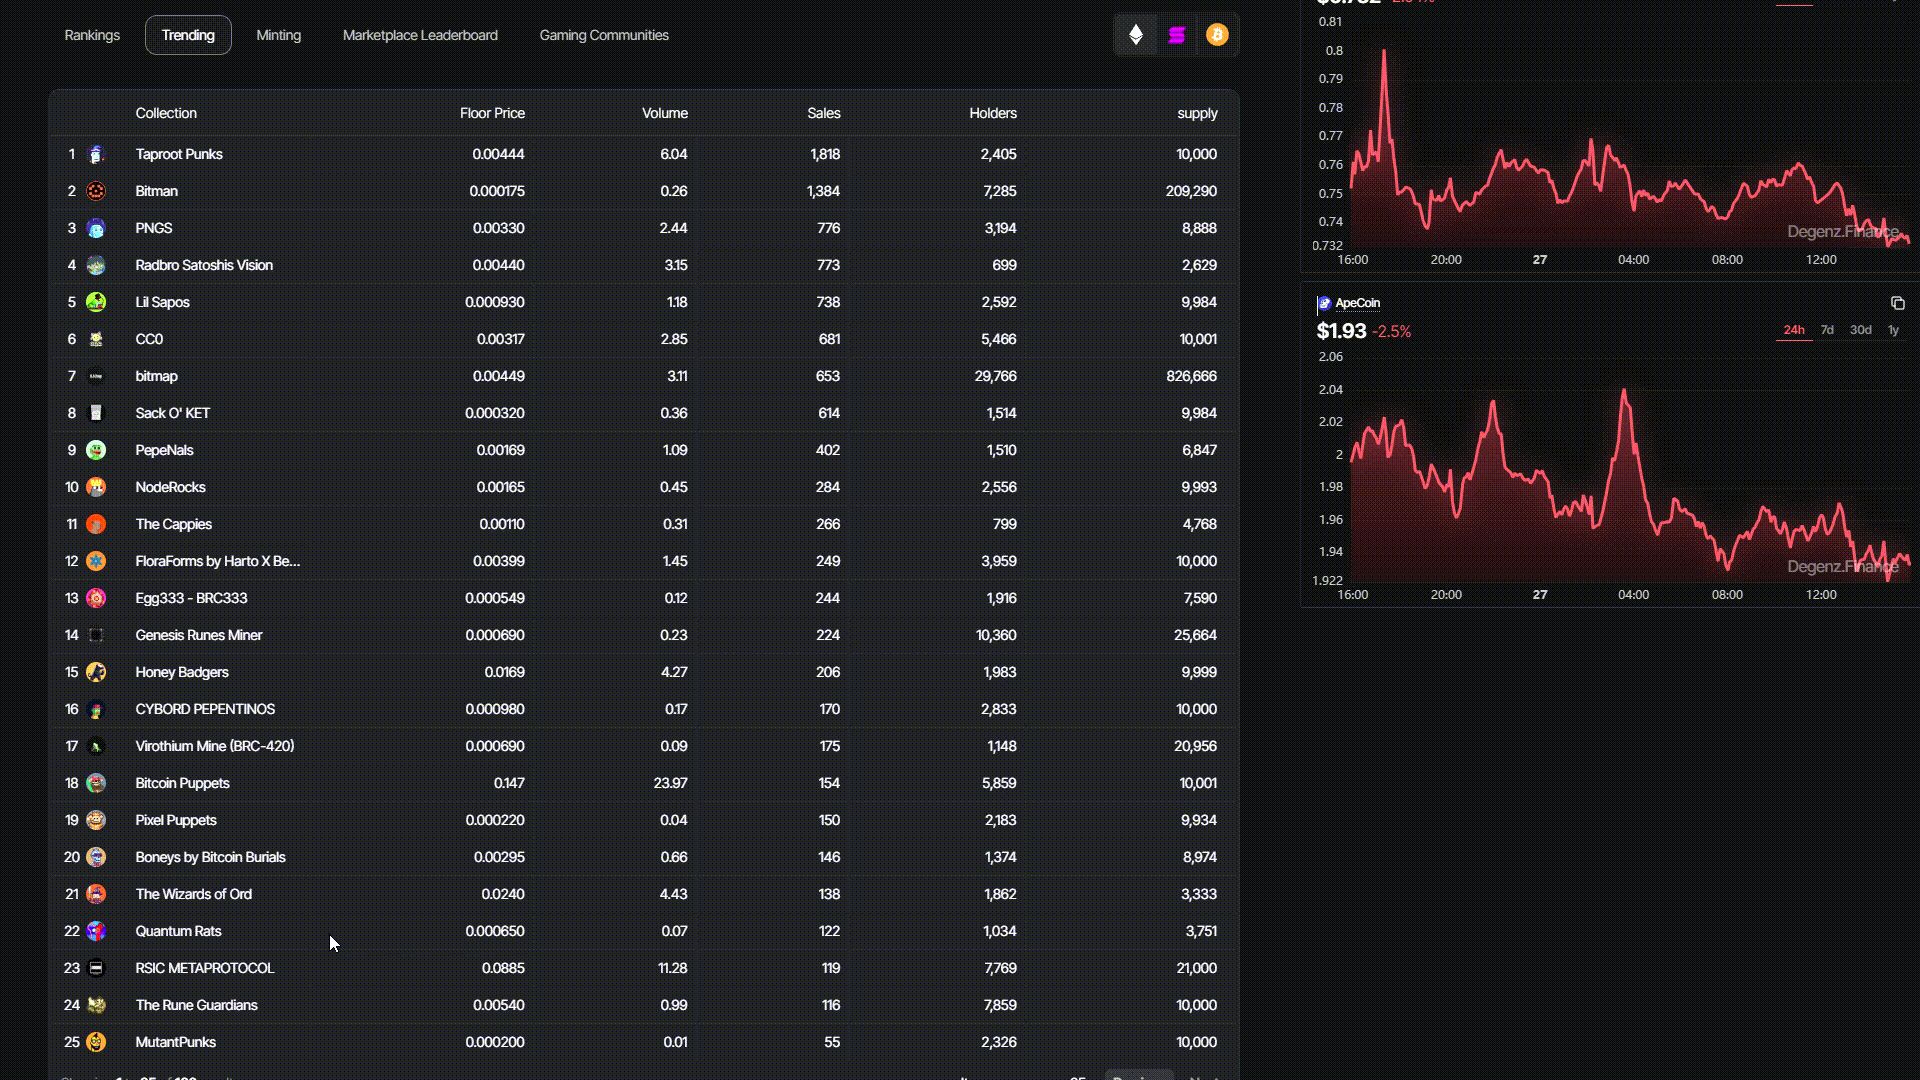 Rankings Trending Minting Marketplace Leaderboard Gaming Communities
Collection Floor Price Volume Sales Holders supply
1 Taproot Punks 0.00444 6.04 1,818 2,405 10,000
2 Bitman 0.000175 0.26 1,384 7,285 209,290
3 PNGS 0.00330 2.44 776 3,194 8,888
4 Radbro Satoshis Vision 0.00440 3.15 773 699 2,629
5 Lil Sapos 0.000930 1.18 738 2,592 9,984
6 CC0 0.00317 2.85 681 5,466 10,001
7 bitmap 0.00449 3.11 653 29,766 826,666
8 Sack O' KET 0.000320 0.36 614 1,514 9,984
9 PepeNals 0.00169 1.09 402 1,510 6,847
10 NodeRocks 0.00165 0.45 284 2,556 9,993
11 The Cappies 0.00110 0.31 266 799 4,768
12 FloraForms by Harto X Be... 0.00399 1.45 249 3,959 10,000
13 Egg333 - BRC333 0.000549 0.12 244 1,916 7,590
14 Genesis Runes Miner 0.000690 0.23 224 10,360 25,664
15 Honey Badgers 0.0169 4.27 206 1,983 9,999
16 CYBORD PEPENTINOS 0.000980 0.17 170 2,833 10,000
17 Virothium Mine (BRC-420) 0.000690 0.09 175 1,148 20,956
18 Bitcoin Puppets 0.147 23.97 154 5,859 10,001
19 Pixel Puppets 0.000220 0.04 150 2,183 9,934
20 Boneys by Bitcoin Burials 0.00295 0.66 146 1,374 8,974
21 The Wizards of Ord 0.0240 4.43 138 1,862 3,333
22 Quantum Rats 0.000650 0.07 122 1,034 3,751
23 RSIC METAPROTOCOL 0.0885 11.28 119 7,769 21,000
24 The Rune Guardians 0.00540 0.99 116 7,859 10,000
25 MutantPunks 0.000200 0.01 55 2,326 10,000
0.81
0.8
0.79
0.78
0.77
0.76
0.75
0.74
0.732
Degenz.Finance
16:00 20:00 27 04:00 08:00 12:00
ApeCoin
$1.93 -2.5% 24h 7d 30d 1y
2.06
2.04
2.02
2
1.98
1.96
1.94
1.922
Degenz.Finance
16:00 20:00 27 04:00 08:00 12:00